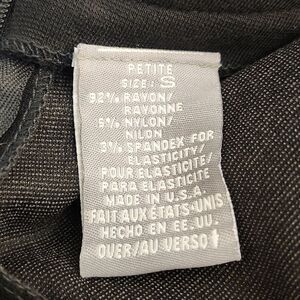 PETITE
SIZE: S
92% RAYON/
RAYONNE
5% NYLON/
NILON
3% SPANDEX FOR
ELASTICITY/
POUR ELASTICITE/
PARA ELASTICITE
MADE IN U.S.A.
FAIT AUX ÉTATS-UNIS
HECHO EN EE.UU.
OVER/AU VERSO